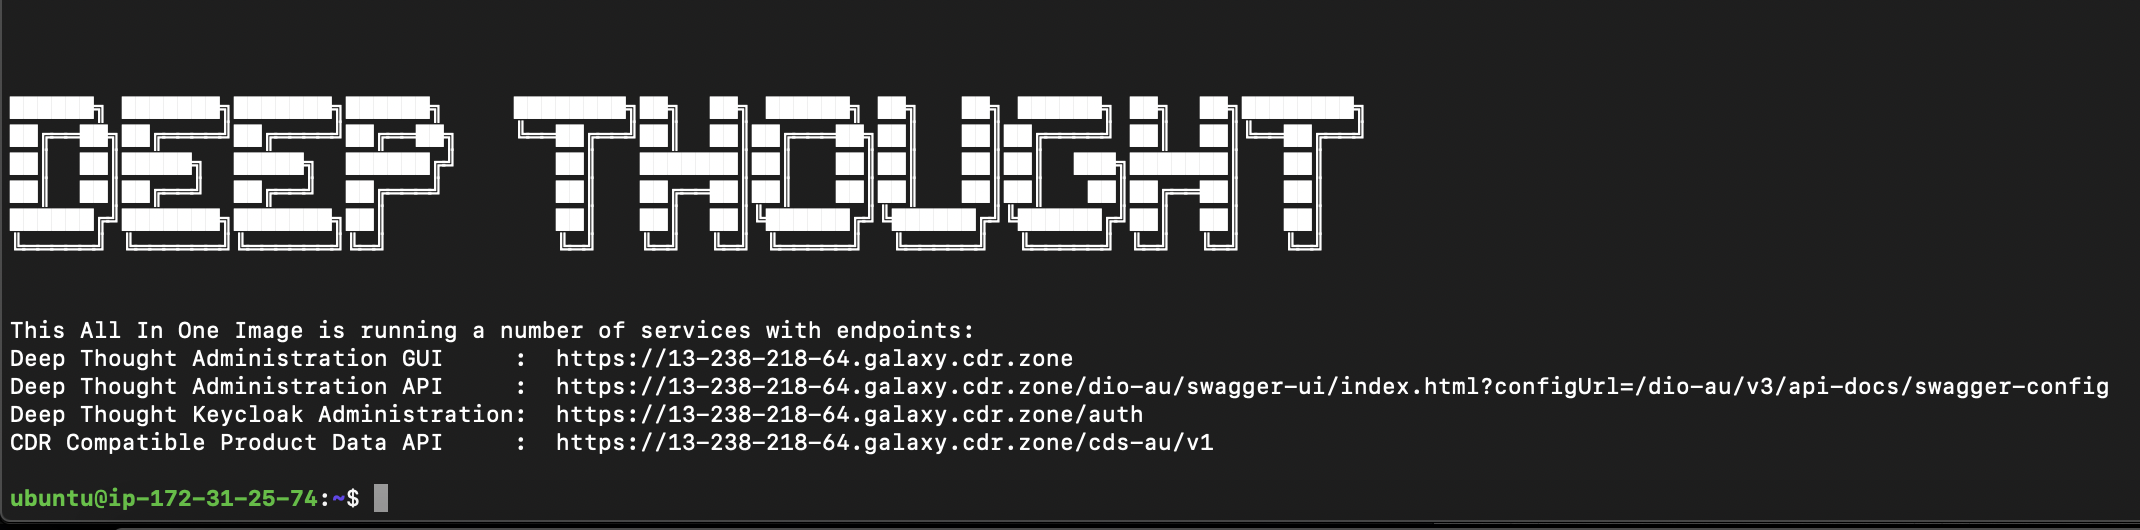 DEEP THOUGHT
This All In One Image is running a number of services with endpoints:
Deep Thought Administration GUI     :  https://13-238-218-64.galaxy.cdr.zone
Deep Thought Administration API     :  https://13-238-218-64.galaxy.cdr.zone/dio-au/swagger-ui/index.html?configUrl=/dio-au/v3/api-docs/swagger-config
Deep Thought Keycloak Administration:  https://13-238-218-64.galaxy.cdr.zone/auth
CDR Compatible Product Data API     :  https://13-238-218-64.galaxy.cdr.zone/cds-au/v1
ubuntu@ip-172-31-25-74:~$